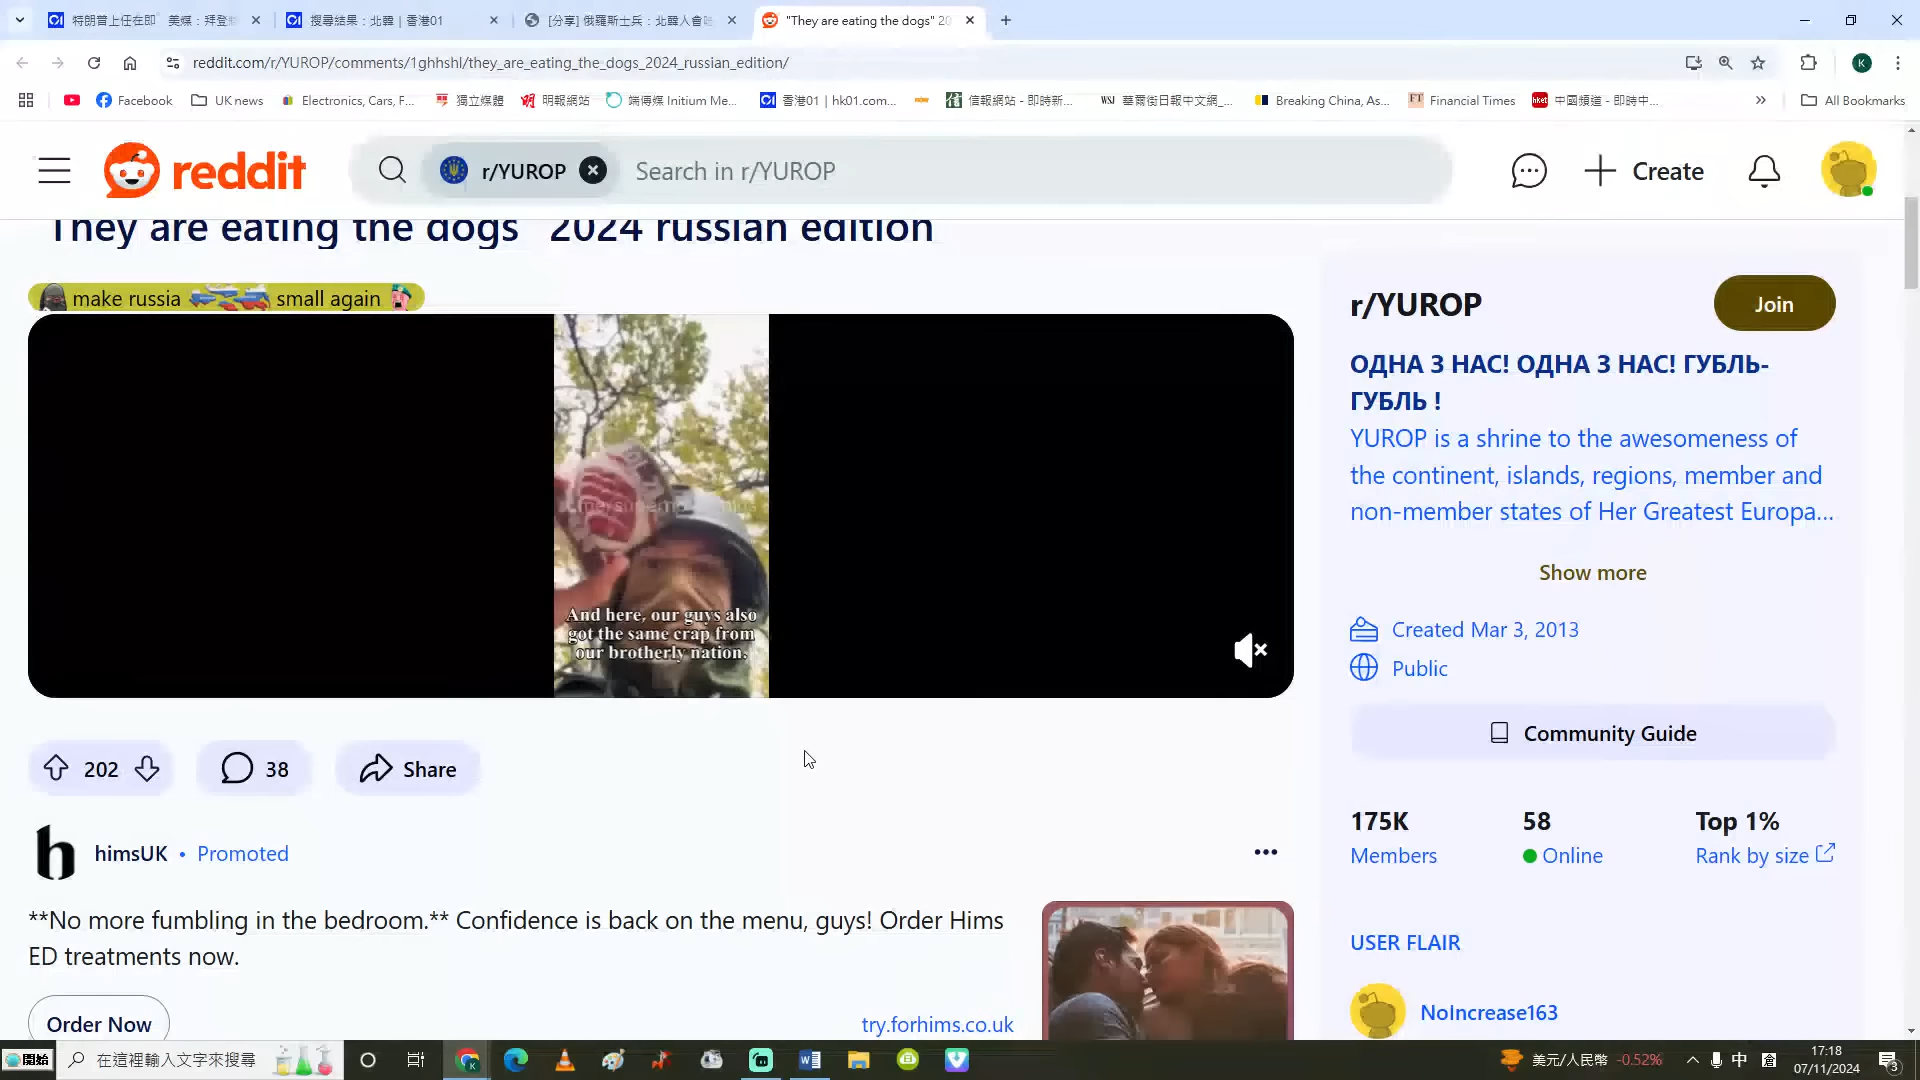 特朗普上任在即 美媒：拜登
搜尋結果：北韓 | 香港01
[分享] 俄羅斯士兵：北韓人會
"They are eating the dogs" 20
reddit.com/r/YUROP/comments/1ghhshl/they_are_eating_the_dogs_2024_russian_edition/
K
Facebook
UK news
Electronics, Cars, F...
獨立媒體
明報網站
端傳媒 Initium Me...
香港01 | hk01.com...
信報網站 - 即時新...
WSJ 華爾街日報中文網_...
Breaking China, As...
FT Financial Times
hket 中國頻道 - 即時中...
All Bookmarks
reddit
r/YUROP
Search in r/YUROP
Create
They are eating the dogs" 2024 russian edition
make russia small again
And here, our guys also
got the same crap from
our brotherly nation,
202
38
Share
himsUK • Promoted
**No more fumbling in the bedroom.** Confidence is back on the menu, guys! Order Hims
ED treatments now.
Order Now
try.forhims.co.uk
r/YUROP
Join
ОДНА З НАС! ОДНА З НАС! ГУБЛЬ-
ГУБЛЬ !
YUROP is a shrine to the awesomeness of
the continent, islands, regions, member and
non-member states of Her Greatest Europa...
Show more
Created Mar 3, 2013
Public
Community Guide
175K
Members
58
Online
Top 1%
Rank by size
USER FLAIR
NoIncrease163
開始
在這裡輸入文字來搜尋
美元/人民幣 -0.52%
中
倉
17:18
07/11/2024
3